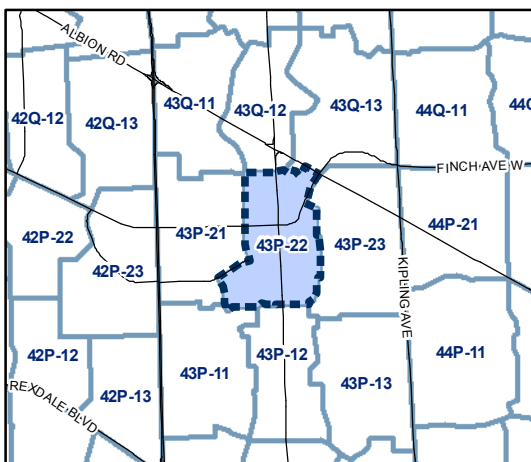 ALBION RD
42Q-12
42Q-13
43Q-11
43Q-12
43Q-13
44Q-11
FINCH AVE W
42P-22
42P-23
43P-21
43P-22
43P-23
44P-21
KIPLING AVE
42P-12
42P-13
43P-11
43P-12
43P-13
44P-11
REXDALE BLVD